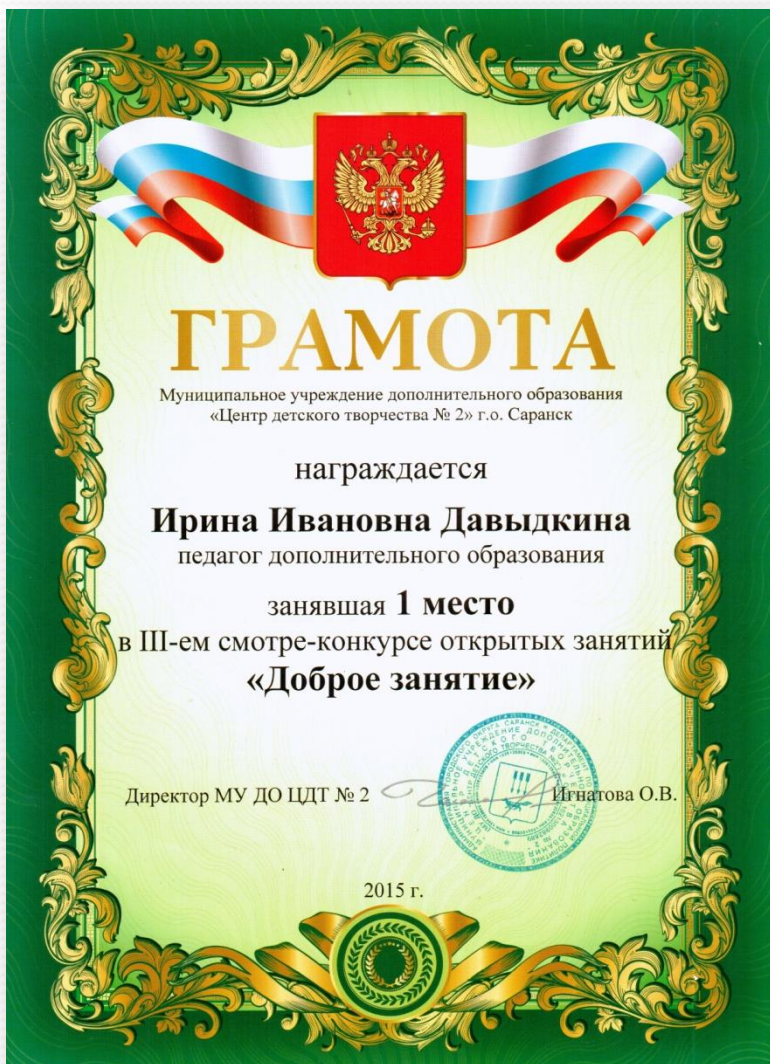 ГРАМОТА
Муниципальное учреждение дополнительного образования
«Центр детского творчества № 2» г.о. Саранск
награждается
Ирина Ивановна Давыдкина
педагог дополнительного образования
занявшая 1 место
в III-ем смотре-конкурсе открытых занятий
«Доброе занятие»
Директор МУ ДО ЦДТ № 2 Игнатова О.В.
2015 г.